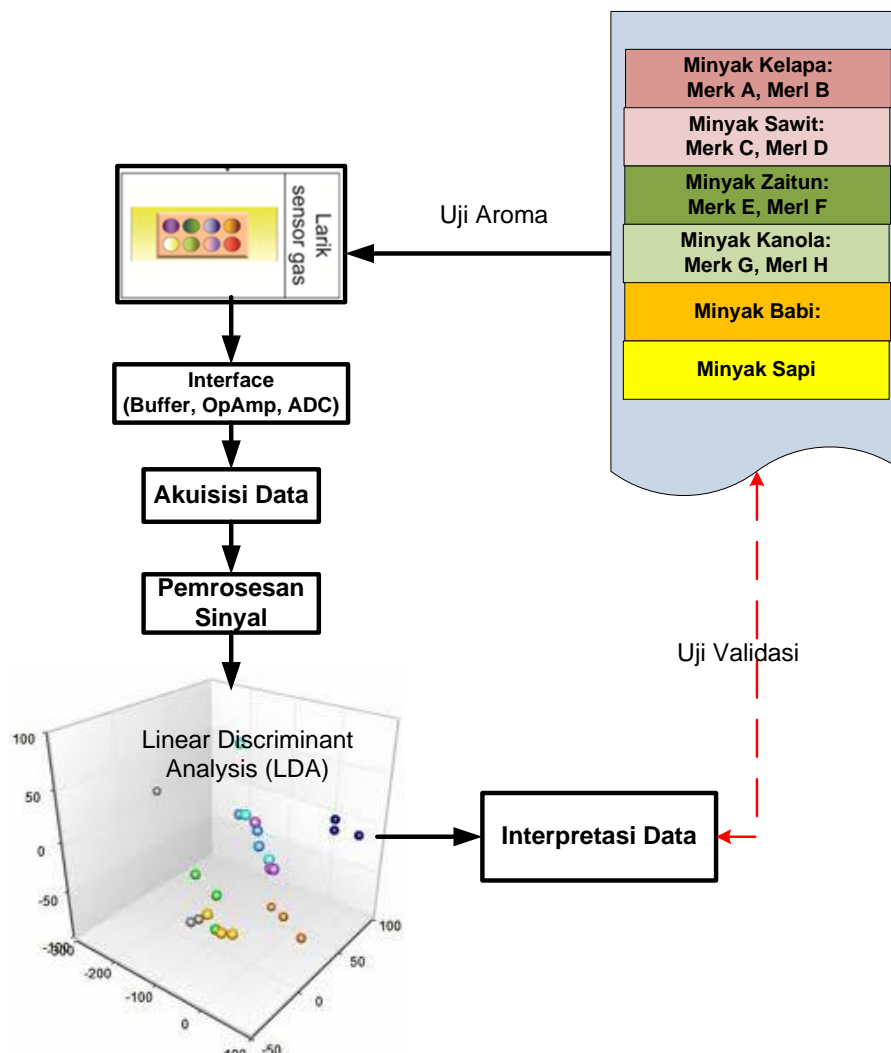 Minyak Kelapa:
Merk A, Merl B
Minyak Sawit:
Merk C, Merl D
Minyak Zaitun:
Merk E, Merl F
Minyak Kanola:
Merk G, Merl H
Minyak Babi:
Minyak Sapi
Uji Aroma
Larik
sensor gas
Interface
(Buffer, OpAmp, ADC)
Akuisisi Data
Pemrosesan
Sinyal
Linear Discriminant
Analysis (LDA)
100
50
0
-50
-300
-200
-100
0
-50
0
50
100
Interpretasi Data
Uji Validasi